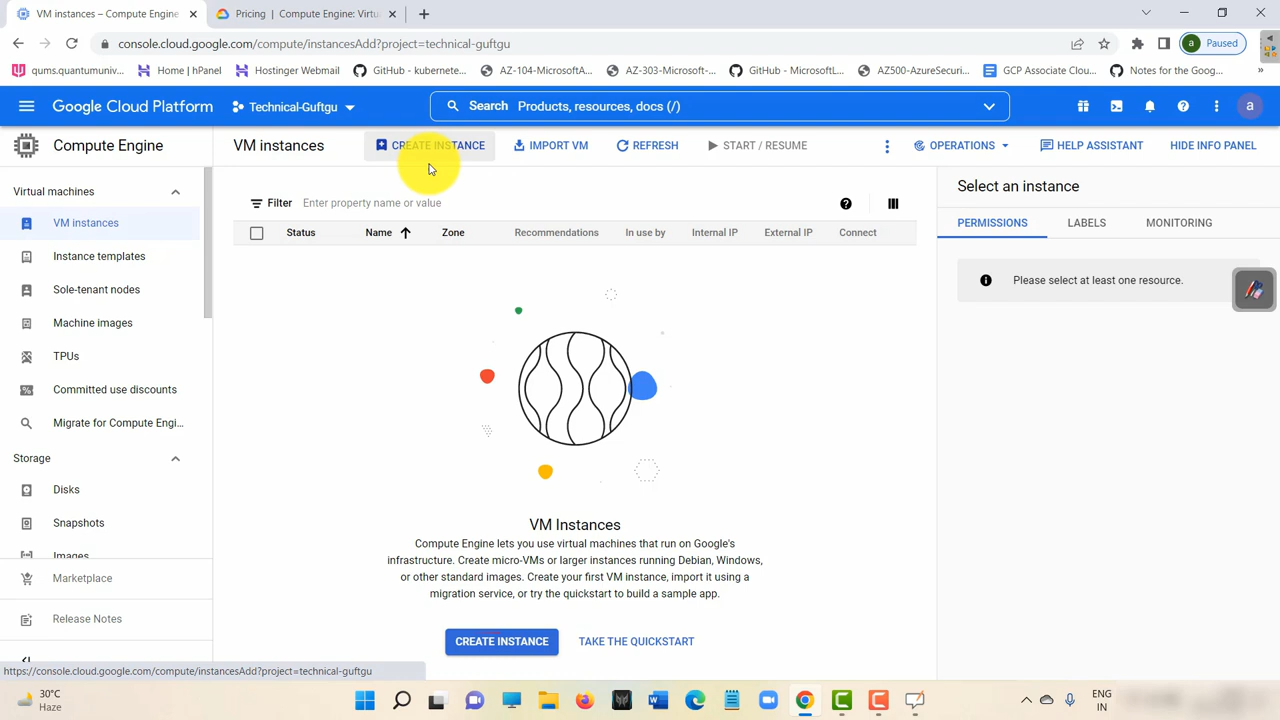 VM instances – Compute Engine
Pricing | Compute Engine: Virtu
console.cloud.google.com/compute/instancesAdd?project=technical-guftgu
a
Paused
qums.quantumuniv...
Home | hPanel
Hostinger Webmail
GitHub - kubernete...
AZ-104-MicrosoftA...
AZ-303-Microsoft-...
GitHub - MicrosoftL...
AZ500-AzureSecuri...
GCP Associate Clou...
Notes for the Goog...
»
Google Cloud Platform
Technical-Guftgu
Search Products, resources, docs (/)
a
Compute Engine
VM instances
CREATE INSTANCE
IMPORT VM
REFRESH
START / RESUME
OPERATIONS
HELP ASSISTANT
HIDE INFO PANEL
Virtual machines
VM instances
Instance templates
Sole-tenant nodes
Machine images
TPUs
Committed use discounts
Migrate for Compute Engi...
Storage
Disks
Snapshots
Images
Marketplace
Release Notes
Filter Enter property name or value
Status Name Zone Recommendations In use by Internal IP External IP Connect
VM Instances
Compute Engine lets you use virtual machines that run on Google's
infrastructure. Create micro-VMs or larger instances running Debian, Windows,
or other standard images. Create your first VM instance, import it using a
migration service, or try the quickstart to build a sample app.
CREATE INSTANCE
TAKE THE QUICKSTART
Select an instance
PERMISSIONS
LABELS
MONITORING
Please select at least one resource.
https://console.cloud.google.com/compute/instancesAdd?project=technical-guftgu
30°C
Haze
ENG
IN